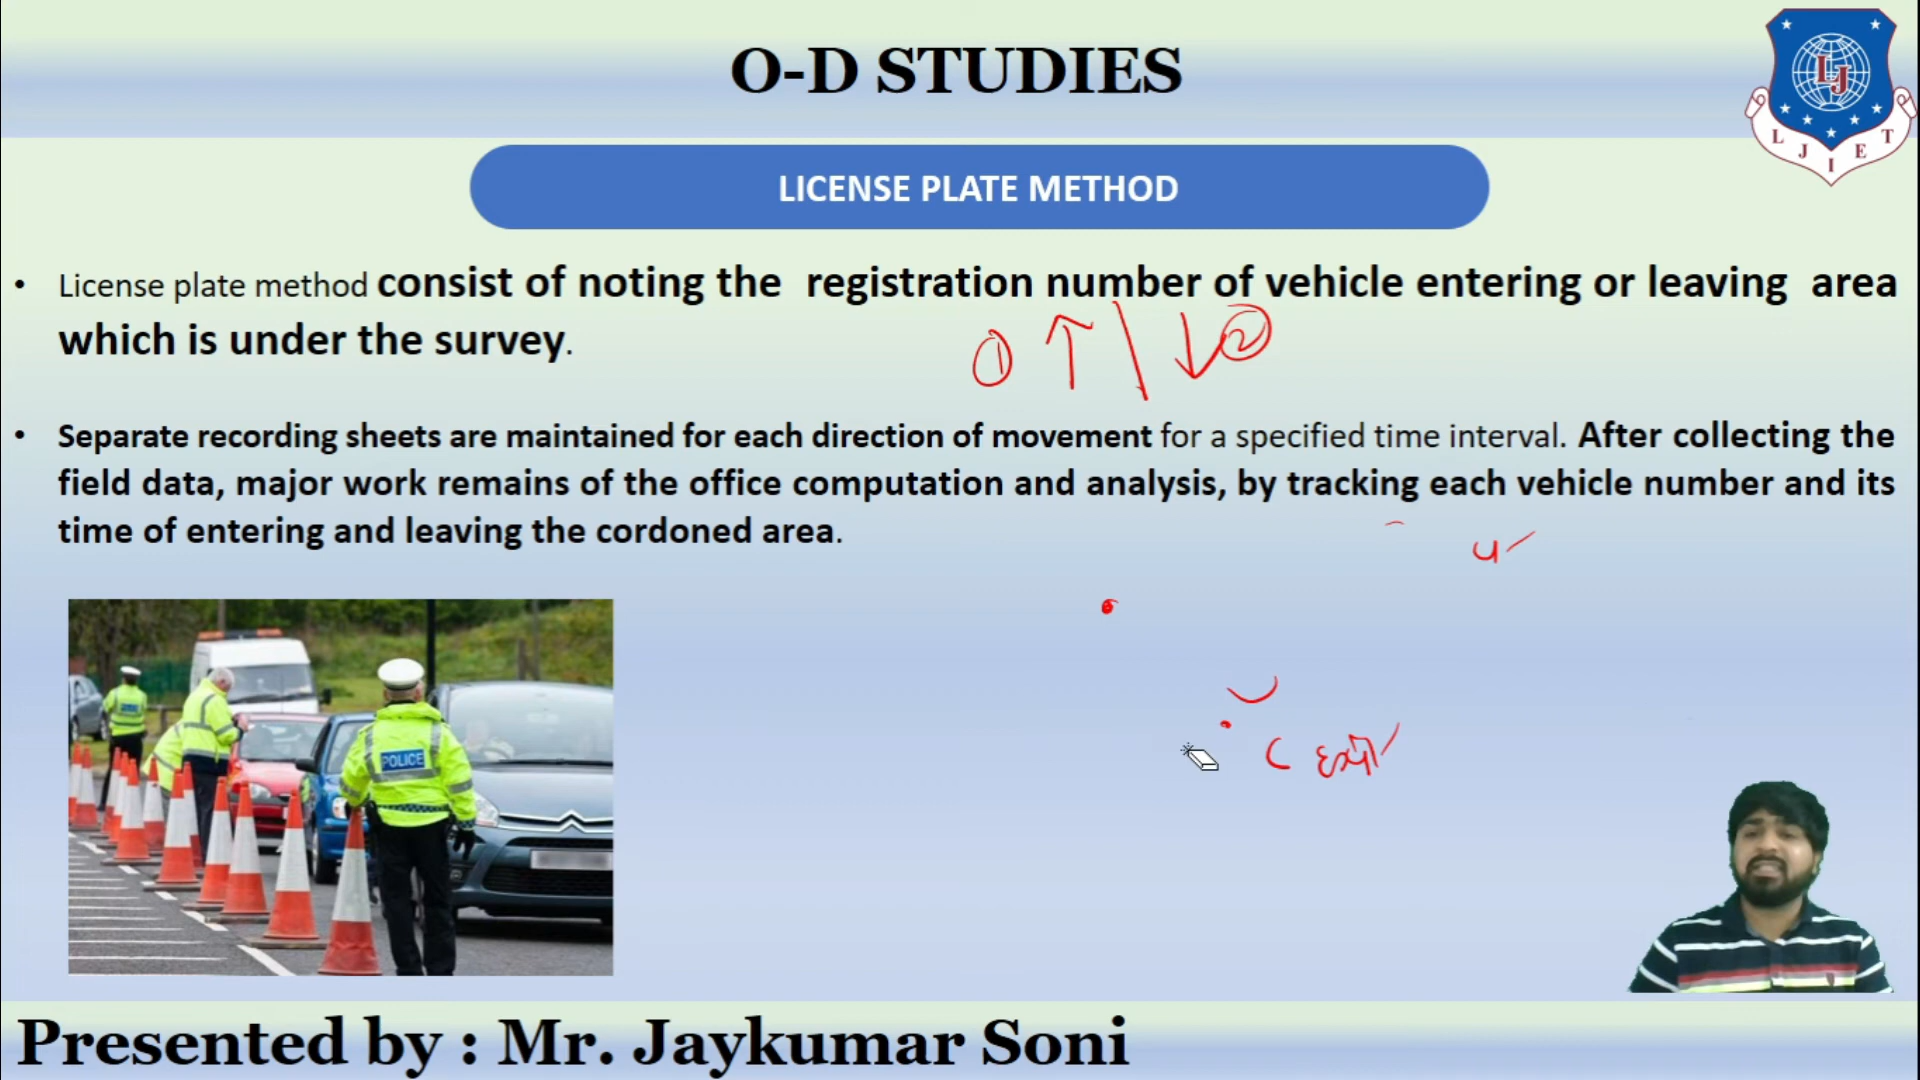 O-D STUDIES
LJ
L J I E T
LICENSE PLATE METHOD
• License plate method consist of noting the registration number of vehicle entering or leaving area
which is under the survey.
1 2
• Separate recording sheets are maintained for each direction of movement for a specified time interval. After collecting the
field data, major work remains of the office computation and analysis, by tracking each vehicle number and its
time of entering and leaving the cordoned area.
POLICE
Presented by : Mr. Jaykumar Soni